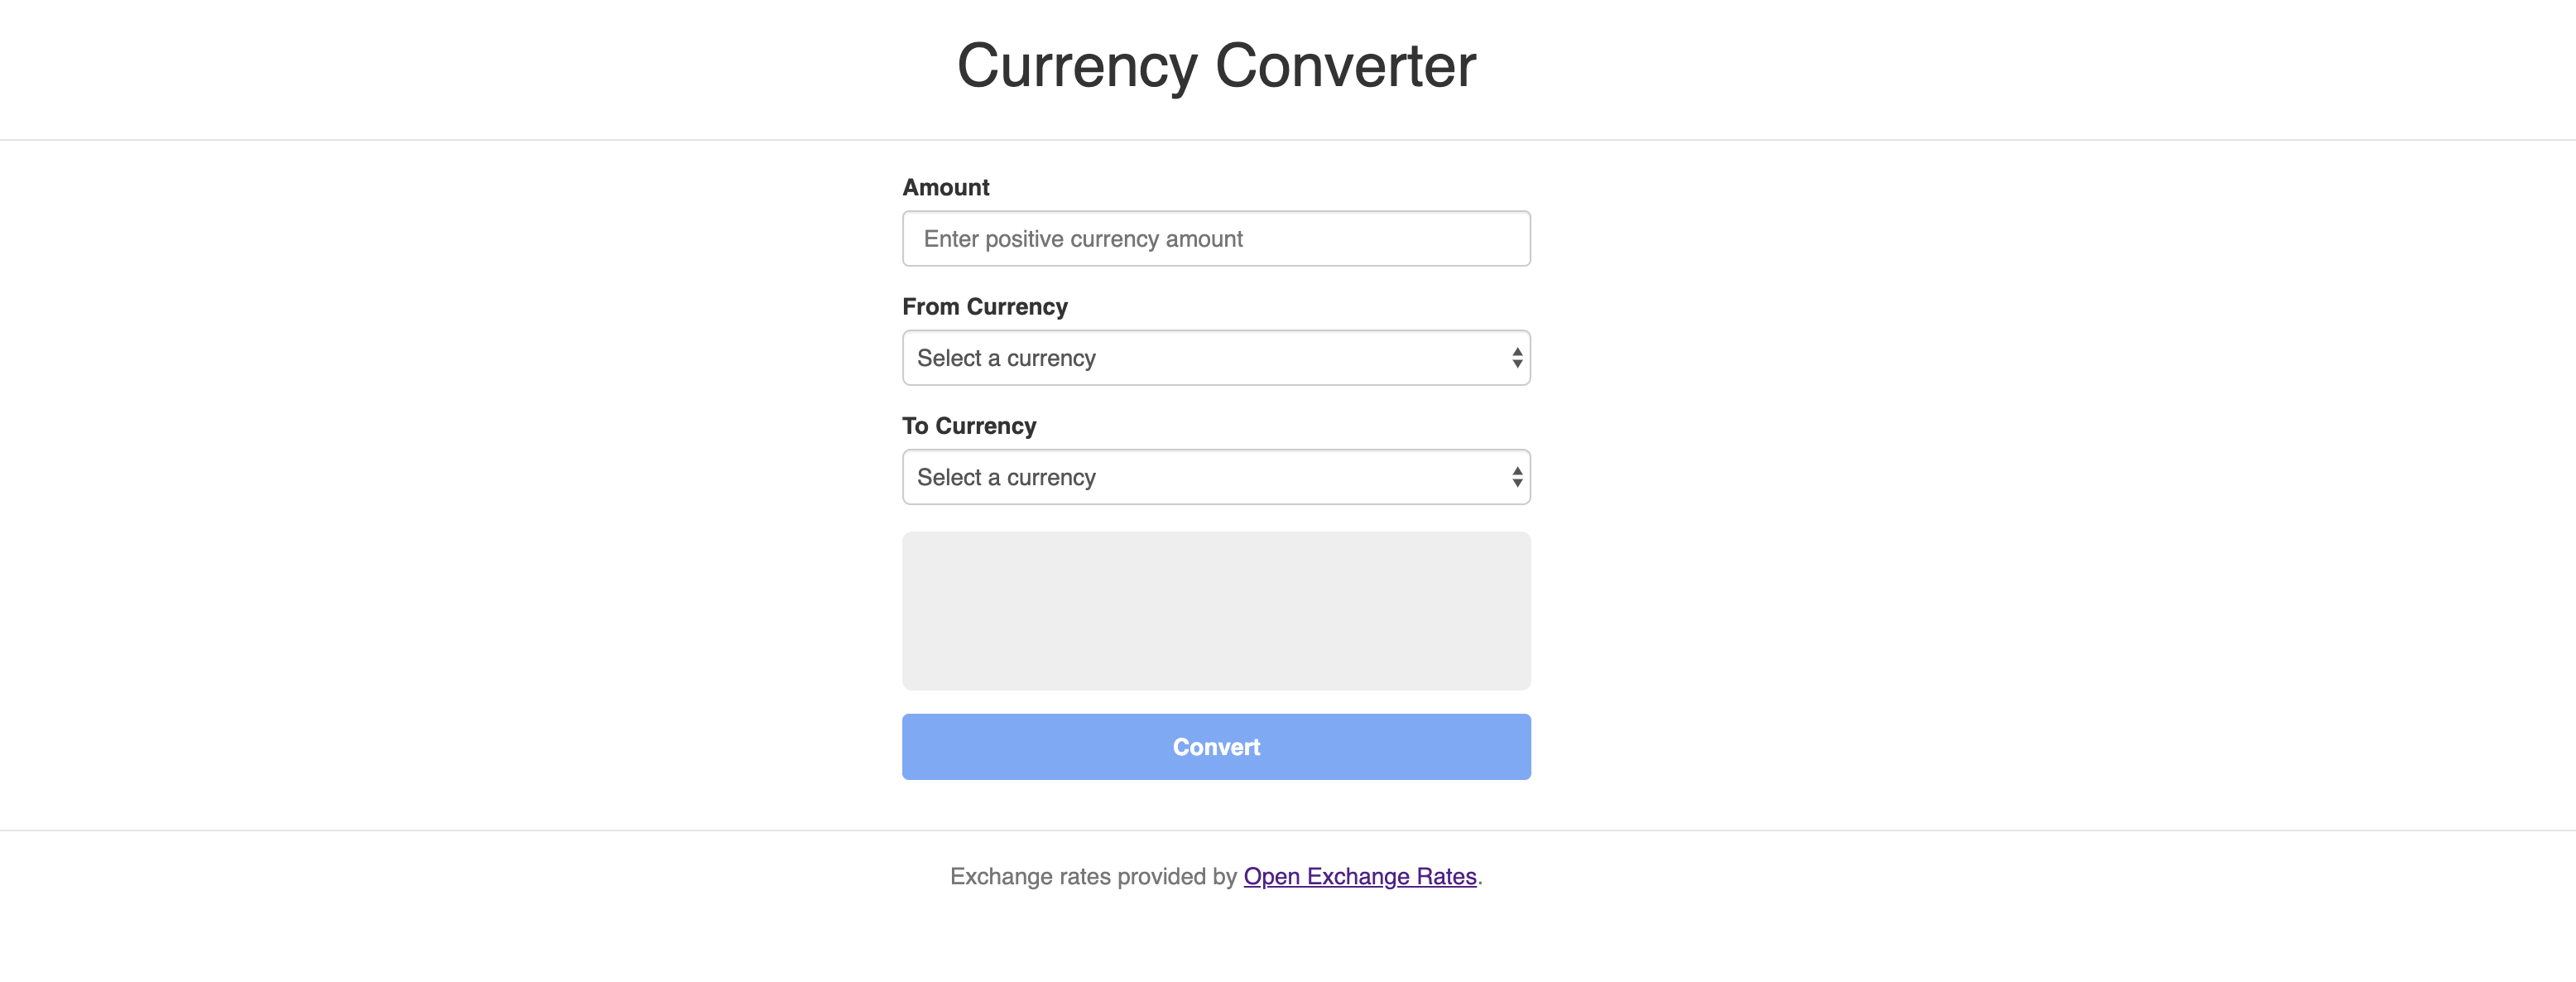 Currency Converter
Amount
Enter positive currency amount
From Currency
Select a currency
To Currency
Select a currency
Convert
Exchange rates provided by Open Exchange Rates.